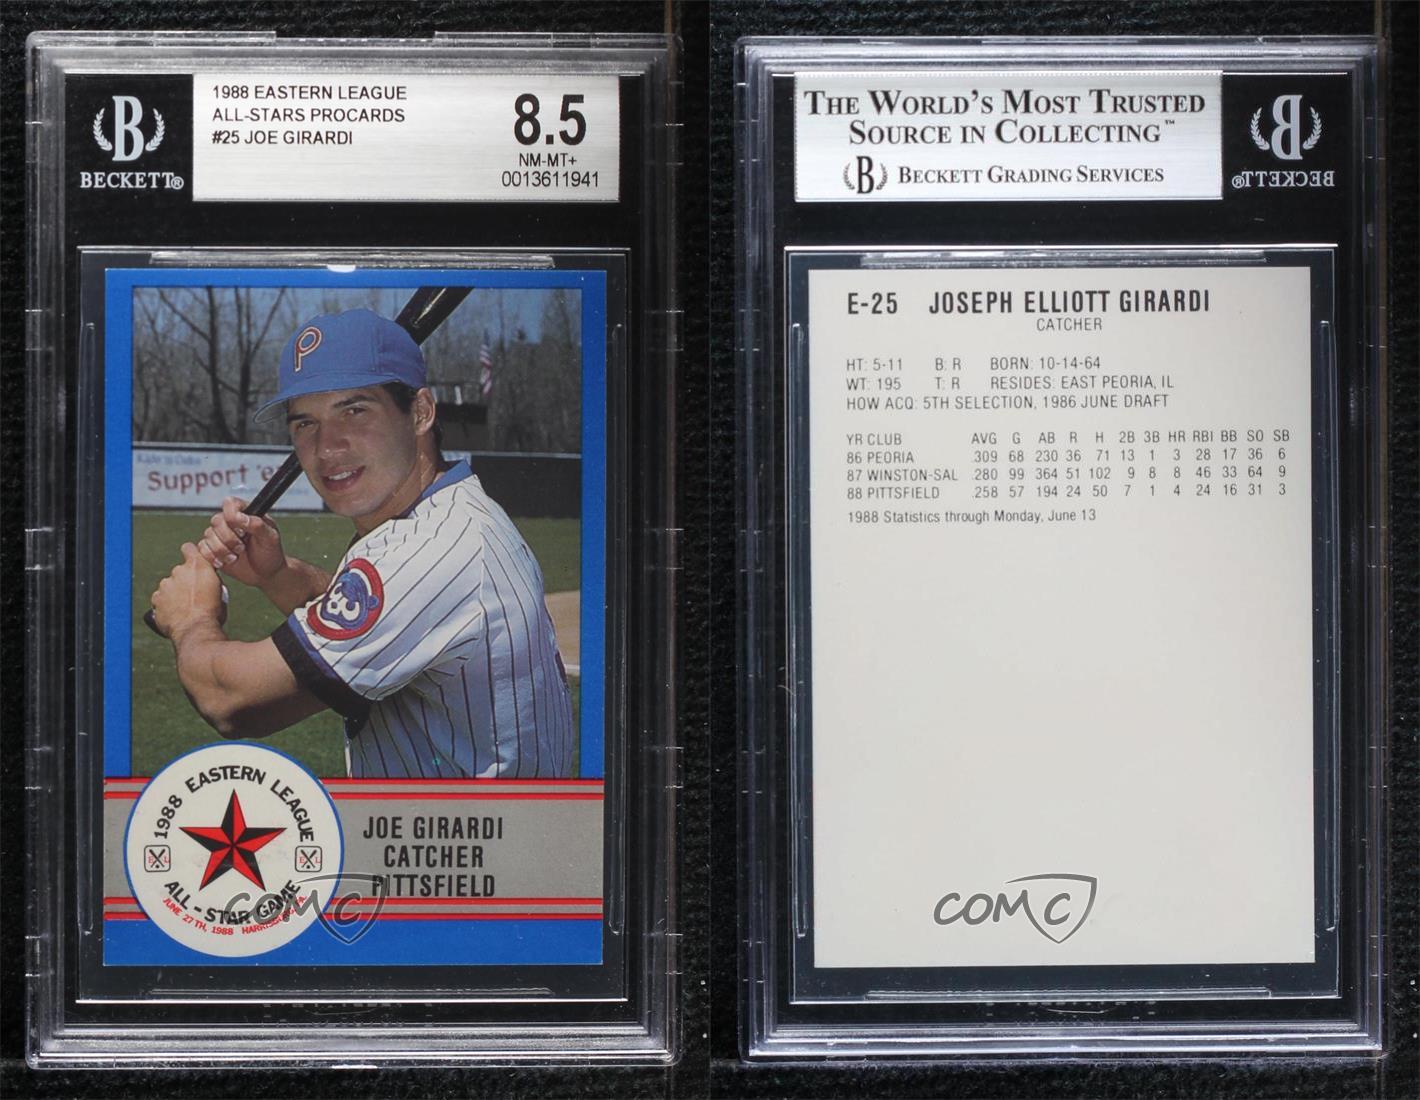 B
BECKETT®
1988 EASTERN LEAGUE
ALL-STARS PROCARDS
#25 JOE GIRARDI
8.5
NM-MT+
0013611941
P
Support 'e
1988 EASTERN LEAGUE
EL
EL
ALL-STAR GAME
JUNE 27TH, 1988 HARRISBURG, PA.
JOE GIRARDI
CATCHER
PITTSFIELD
COMC
THE WORLD'S MOST TRUSTED
SOURCE IN COLLECTING™
B BECKETT GRADING SERVICES
B
BECKETT®
E-25 JOSEPH ELLIOTT GIRARDI
CATCHER
HT: 5-11 B: R BORN: 10-14-64
WT: 195 T: R RESIDES: EAST PEORIA, IL
HOW ACQ: 5TH SELECTION, 1986 JUNE DRAFT
YR CLUB AVG G AB R H 2B 3B HR RBI BB SO SB
86 PEORIA .309 68 230 36 71 13 1 3 28 17 36 6
87 WINSTON-SAL .280 99 364 51 102 9 8 8 46 33 64 9
88 PITTSFIELD .258 57 194 24 50 7 1 4 24 16 31 3
1988 Statistics through Monday, June 13
COMC